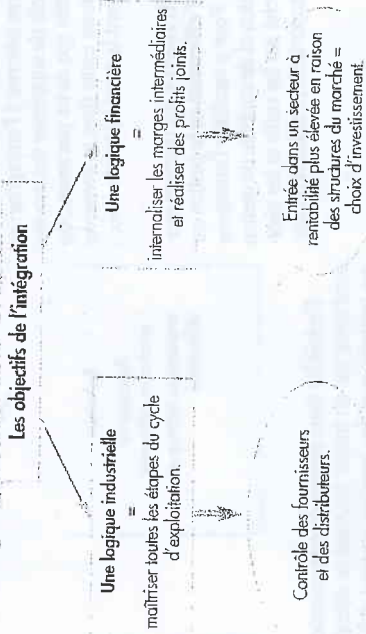 Les objectifs de l'intégration
Une logique industrielle
=
maîtriser toutes les étapes du cycle
d'exploitation.
Contrôle des fournisseurs
et des distributeurs.
Une logique financière
=
internaliser les marges intermédiaires
et réaliser des profits joints.
Entrée dans un secteur à
rentabilité plus élevée en raison
des structures du marché =
choix d'investissement.